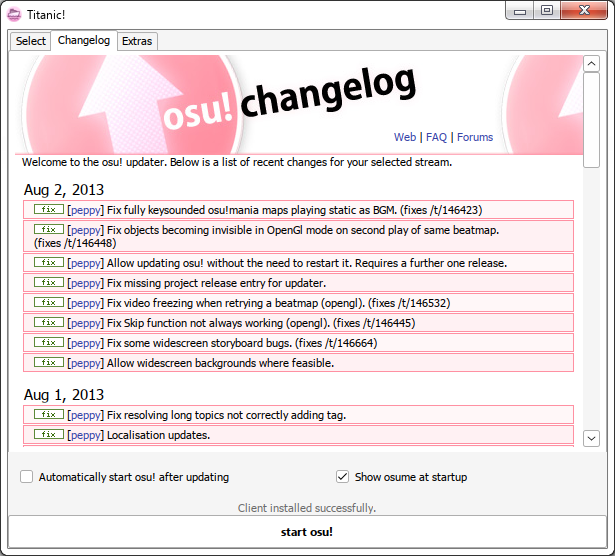 Titanic!
Select Changelog Extras
osu! changelog
Web | FAQ | Forums
Welcome to the osu! updater. Below is a list of recent changes for your selected stream.
Aug 2, 2013
fix [peppy] Fix fully keysounded osu!mania maps playing static as BGM. (fixes /t/146423)
fix [peppy] Fix objects becoming invisible in OpenGl mode on second play of same beatmap.
(fixes /t/146448)
fix [peppy] Allow updating osu! without the need to restart it. Requires a further one release.
fix [peppy] Fix missing project release entry for updater.
fix [peppy] Fix video freezing when retrying a beatmap (opengl). (fixes /t/146532)
fix [peppy] Fix Skip function not always working (opengl). (fixes /t/146445)
fix [peppy] Fix some widescreen storyboard bugs. (fixes /t/146664)
fix [peppy] Allow widescreen backgrounds where feasible.
Aug 1, 2013
fix [peppy] Fix resolving long topics not correctly adding tag.
fix [peppy] Localisation updates.
Automatically start osu! after updating
Show osume at startup
Client installed successfully.
start osu!